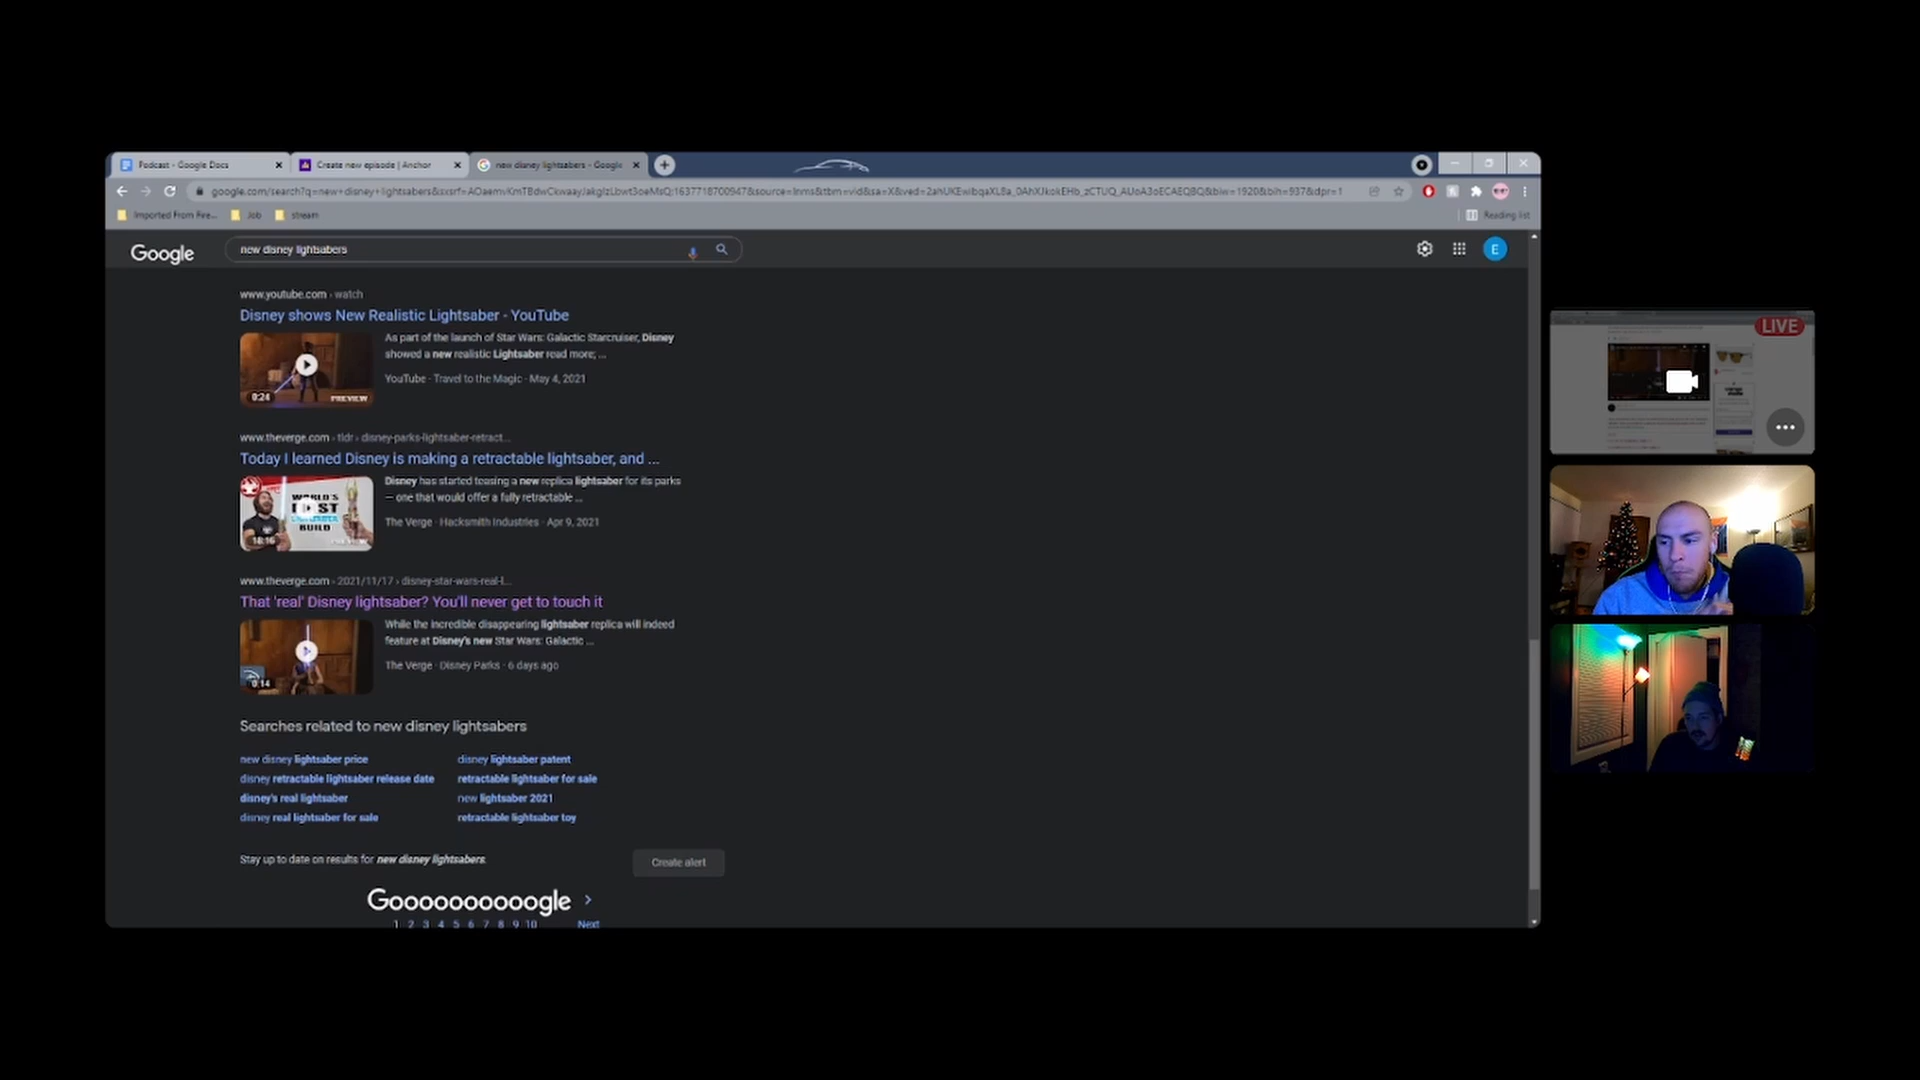 Podcast - Google Docs
Create new episode | Anchor
new disney lightsabers - Google
Imported From Fire...
Job
stream
Reading list
Google
new disney lightsabers
E
www.youtube.com › watch
Disney shows New Realistic Lightsaber - YouTube
As part of the launch of Star Wars: Galactic Starcruiser, Disney
showed a new realistic Lightsaber read more; ...
0:24
PREVIEW
YouTube · Travel to the Magic · May 4, 2021
www.theverge.com › tldr › disney-parks-lightsaber-retract...
Today I learned Disney is making a retractable lightsaber, and ...
Disney has started teasing a new replica lightsaber for its parks
— one that would offer a fully retractable ...
WORLD'S
BUILD
18:16
The Verge · Hacksmith Industries · Apr 9, 2021
www.theverge.com › 2021/11/17 › disney-star-wars-real-l...
That 'real' Disney lightsaber? You'll never get to touch it
While the incredible disappearing lightsaber replica will indeed
feature at Disney's new Star Wars: Galactic ...
0:14
The Verge · Disney Parks · 6 days ago
Searches related to new disney lightsabers
new disney lightsaber price
disney lightsaber patent
disney retractable lightsaber release date
retractable lightsaber for sale
disney's real lightsaber
new lightsaber 2021
disney real lightsaber for sale
retractable lightsaber toy
Stay up to date on results for new disney lightsabers.
Create alert
Goooooooooogle
1 2 3 4 5 6 7 8 9 10
Next
LIVE